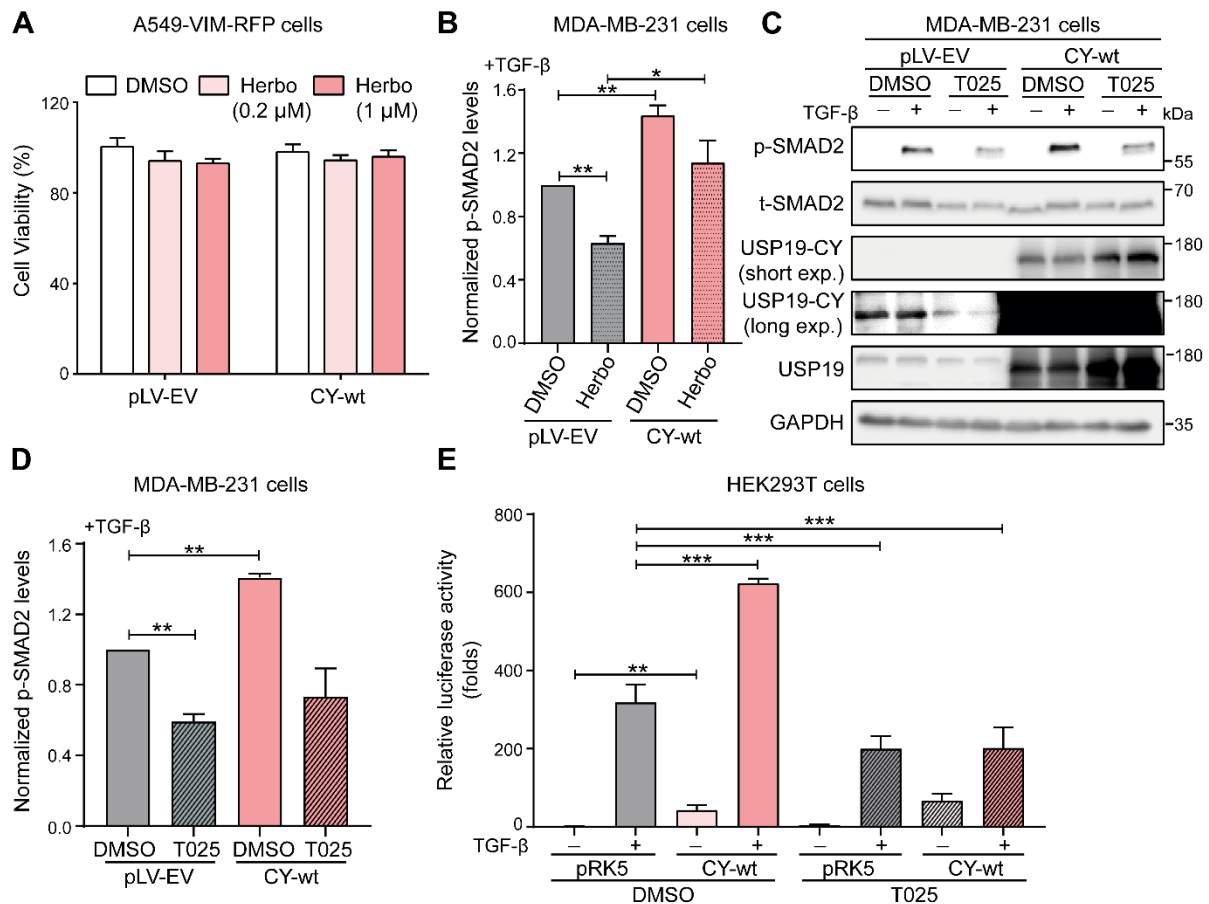 A
A549-VIM-RFP cells
DMSO
Herbo
(0.2 µM)
Herbo
(1 µM)
Cell Viability (%)
120
80
40
0
pLV-EV
CY-wt
B
MDA-MB-231 cells
+TGF-β
*
**
**
Normalized p-SMAD2 levels
1.6
1.2
0.8
0.4
0.0
DMSO
Herbo
DMSO
Herbo
pLV-EV
CY-wt
C
MDA-MB-231 cells
pLV-EV
CY-wt
DMSO
T025
DMSO
T025
TGF-β
– + – + – + – +
kDa
p-SMAD2
55
t-SMAD2
70
USP19-CY
(short exp.)
180
USP19-CY
(long exp.)
180
USP19
180
GAPDH
35
D
MDA-MB-231 cells
+TGF-β
**
**
Normalized p-SMAD2 levels
1.6
1.2
0.8
0.4
0.0
DMSO
T025
DMSO
T025
pLV-EV
CY-wt
E
HEK293T cells
***
***
***
**
Relative luciferase activity
(folds)
800
600
400
200
0
TGF-β
– + – + – + – +
pRK5
CY-wt
pRK5
CY-wt
DMSO
T025